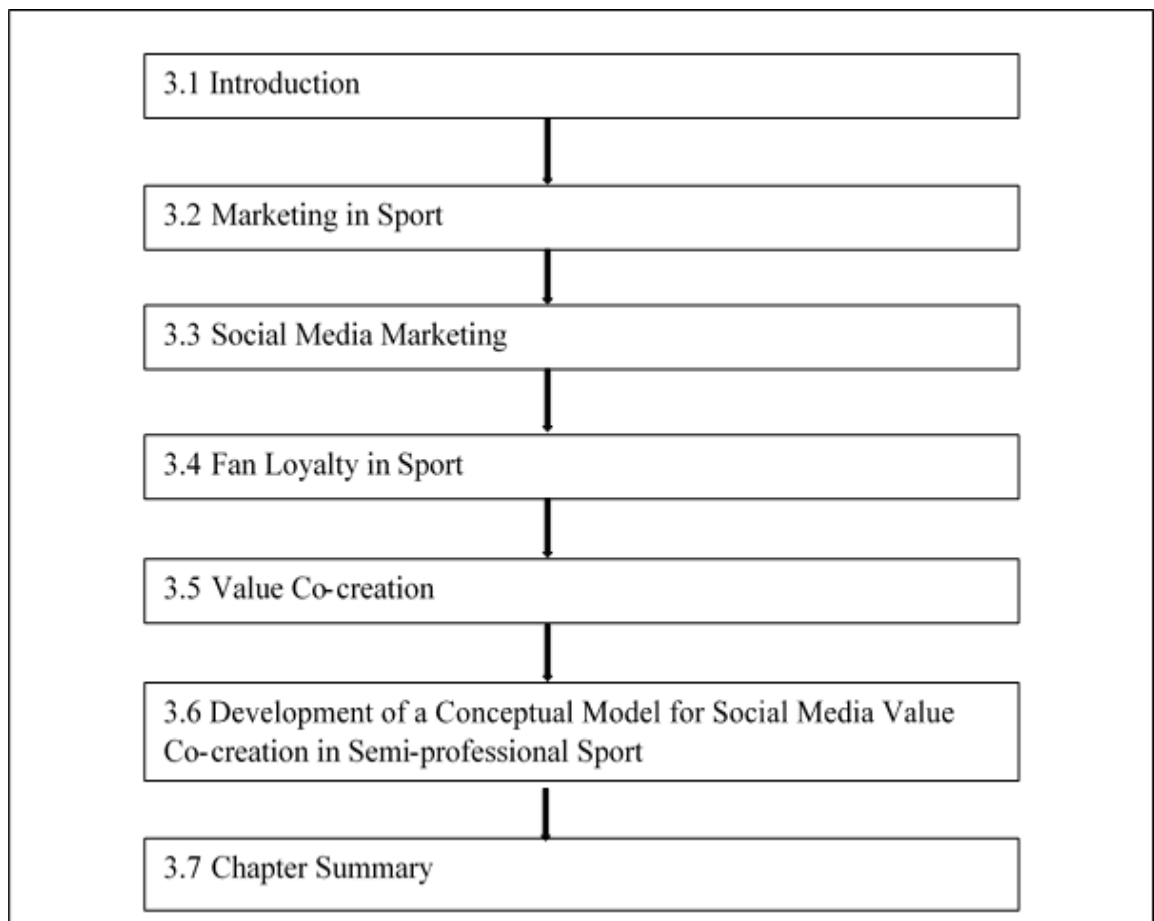 3.1 Introduction
3.2 Marketing in Sport
3.3 Social Media Marketing
3.4 Fan Loyalty in Sport
3.5 Value Co-creation
3.6 Development of a Conceptual Model for Social Media Value
Co-creation in Semi-professional Sport
3.7 Chapter Summary